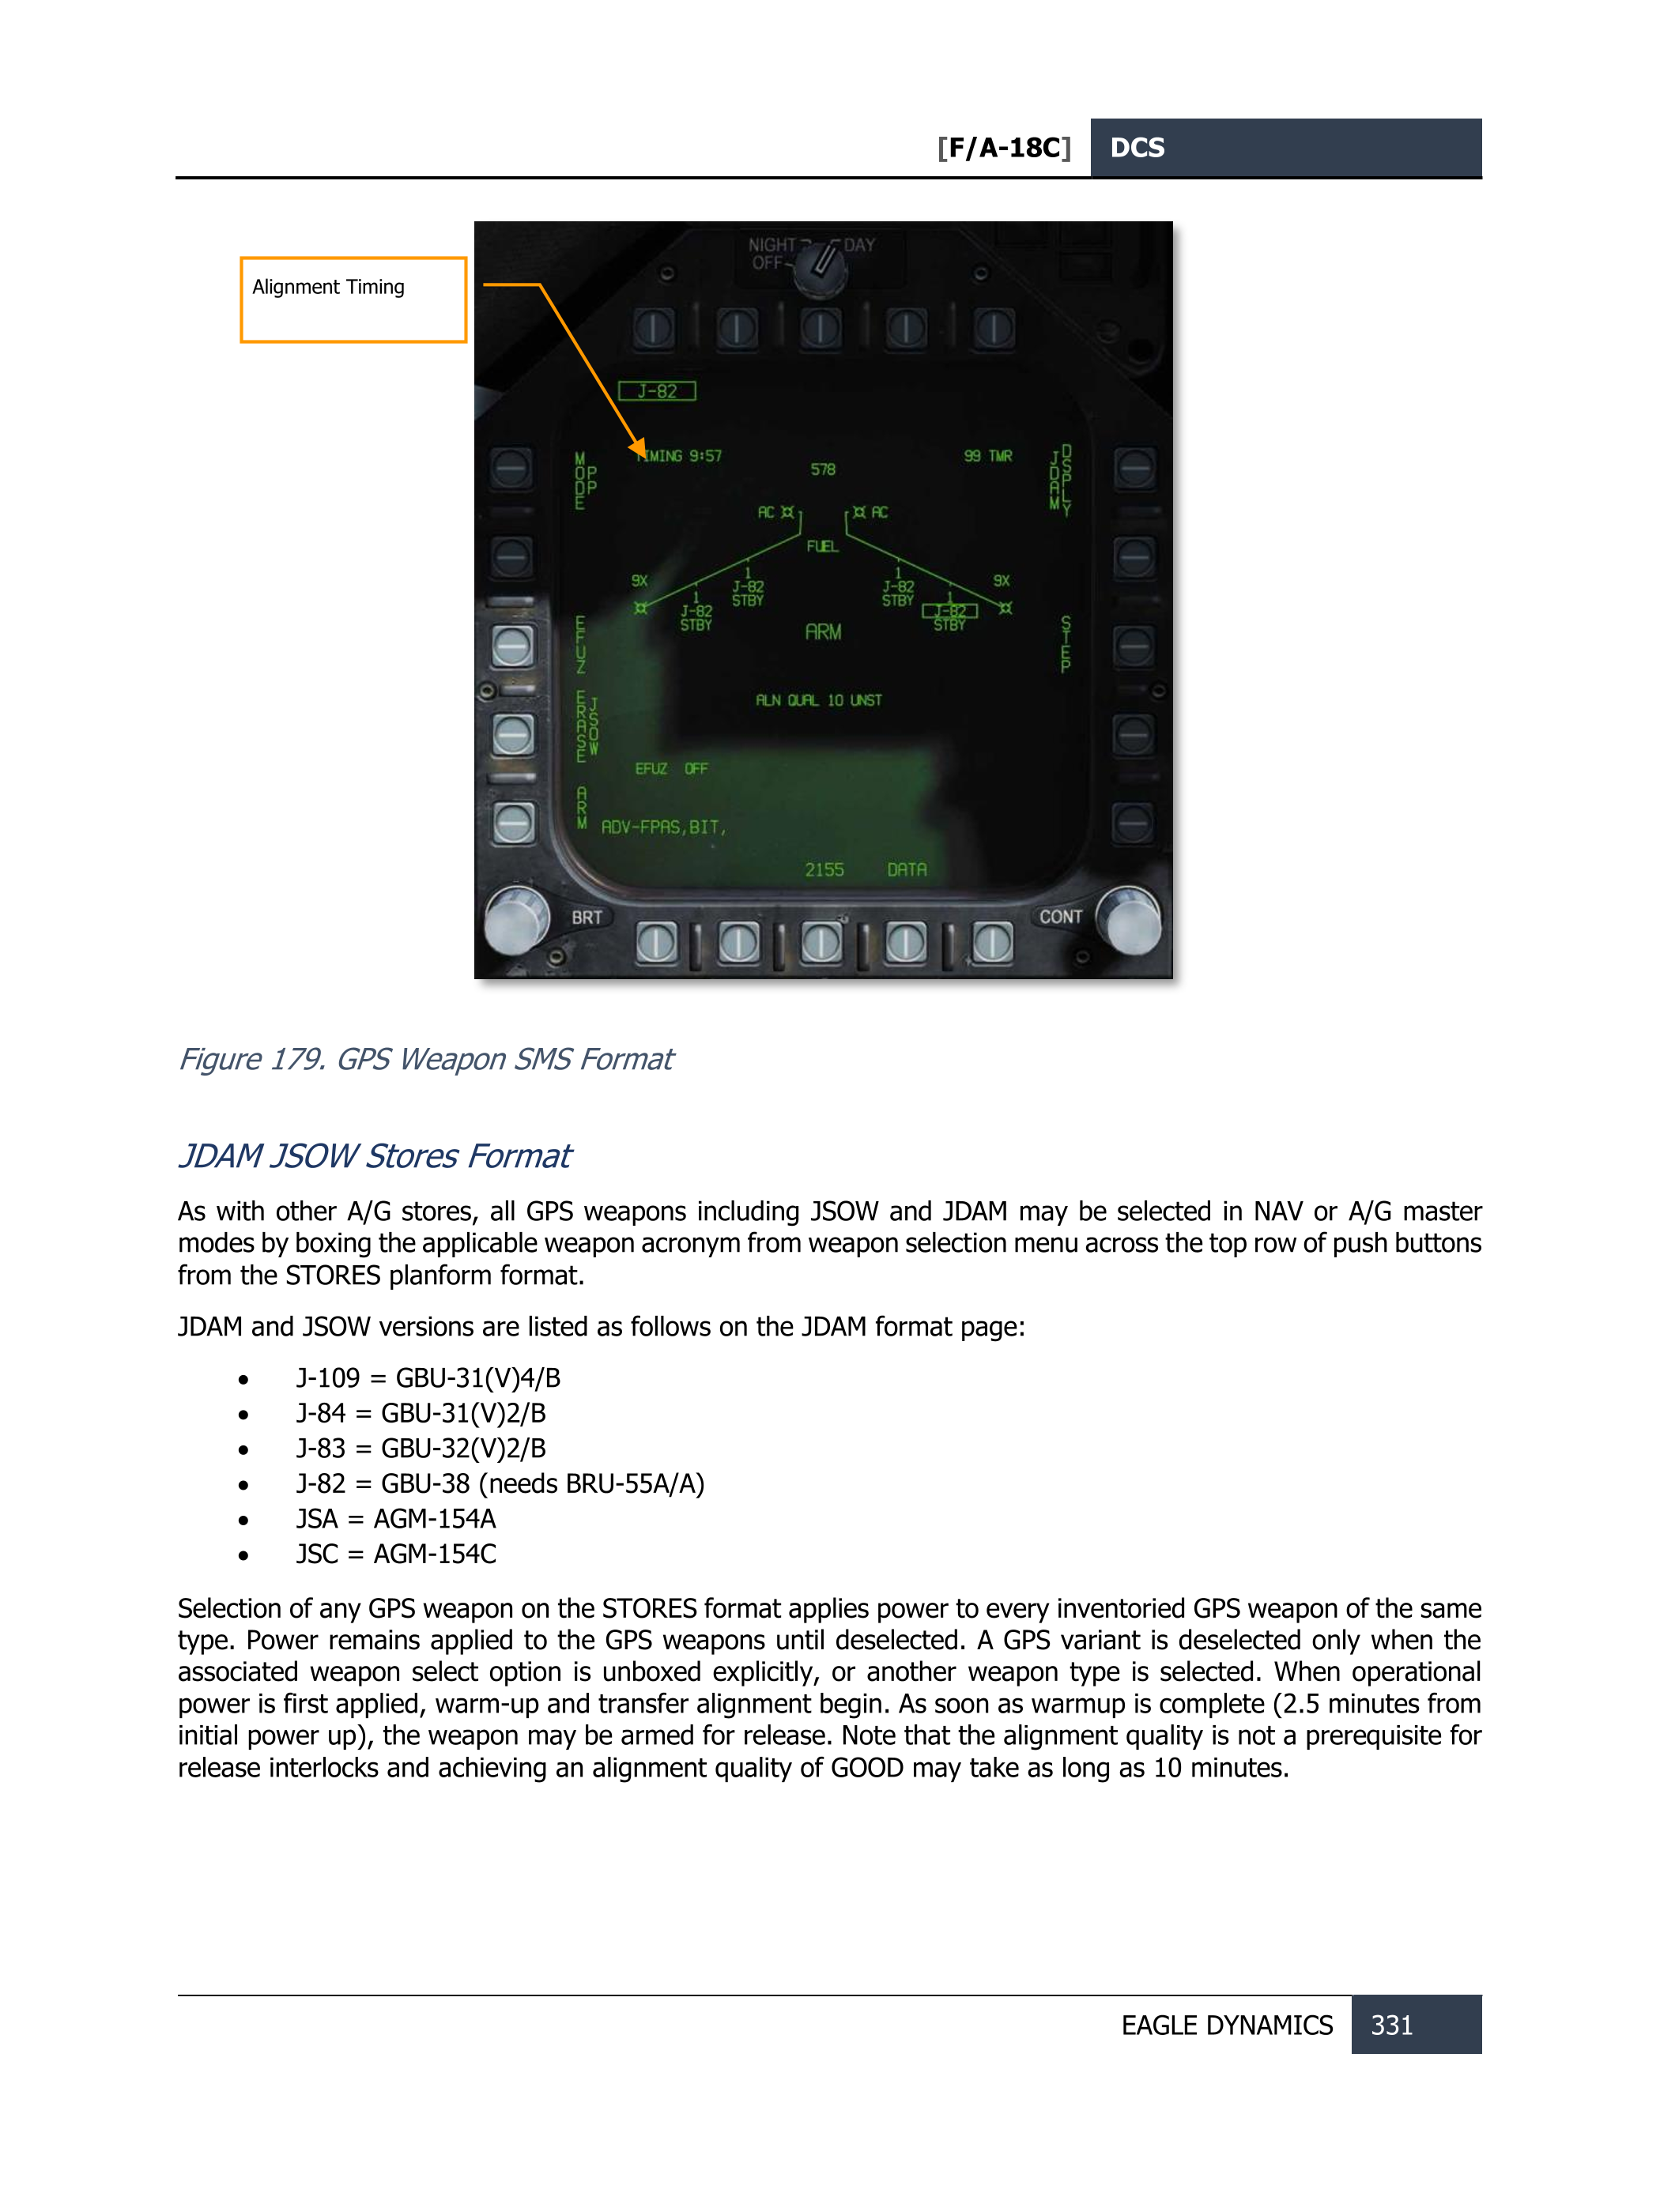 [F/A-18C] DCS
Alignment Timing
NIGHT DAY
OFF
J-82
TIMING 9:57
99 TMR
578
MODE
PP
JDAM
DSPLY
AC AC
FUEL
9X 9X
1 1
J-82 J-82
STBY STBY
1 1
J-82 J-82
STBY STBY
ARM
EFUZ
STEP
ALN QUAL 10 UNST
ERASE
JSOW
EFUZ OFF
ARM
ADV-FPAS,BIT,
2155 DATA
BRT CONT
Figure 179. GPS Weapon SMS Format
JDAM JSOW Stores Format
As with other A/G stores, all GPS weapons including JSOW and JDAM may be selected in NAV or A/G master
modes by boxing the applicable weapon acronym from weapon selection menu across the top row of push buttons
from the STORES planform format.
JDAM and JSOW versions are listed as follows on the JDAM format page:
• J-109 = GBU-31(V)4/B
• J-84 = GBU-31(V)2/B
• J-83 = GBU-32(V)2/B
• J-82 = GBU-38 (needs BRU-55A/A)
• JSA = AGM-154A
• JSC = AGM-154C
Selection of any GPS weapon on the STORES format applies power to every inventoried GPS weapon of the same
type. Power remains applied to the GPS weapons until deselected. A GPS variant is deselected only when the
associated weapon select option is unboxed explicitly, or another weapon type is selected. When operational
power is first applied, warm-up and transfer alignment begin. As soon as warmup is complete (2.5 minutes from
initial power up), the weapon may be armed for release. Note that the alignment quality is not a prerequisite for
release interlocks and achieving an alignment quality of GOOD may take as long as 10 minutes.
EAGLE DYNAMICS 331